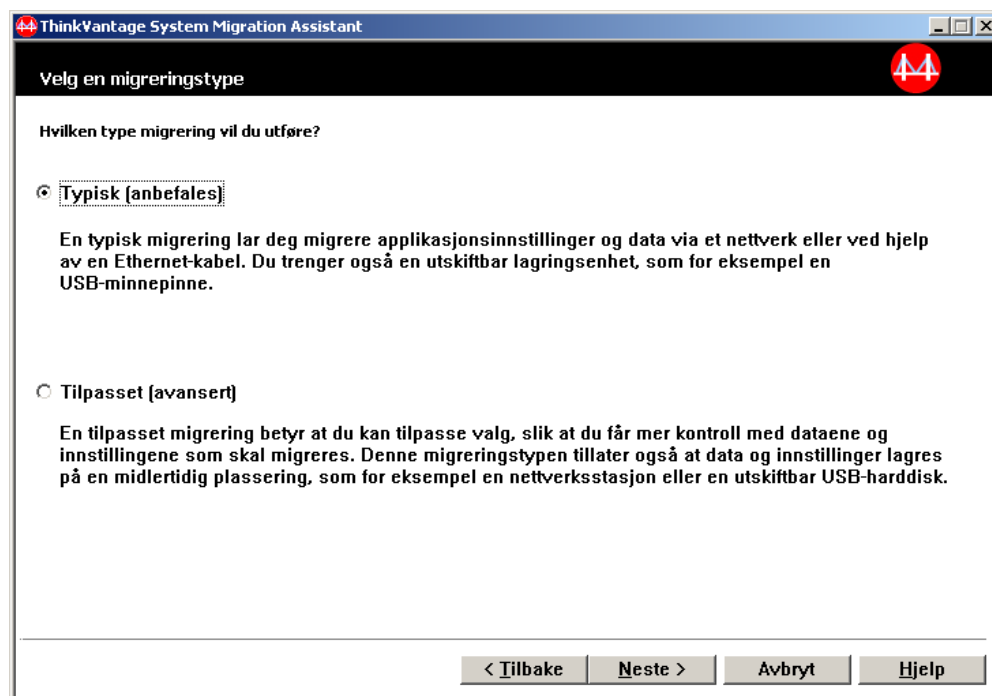 ThinkVantage System Migration Assistant
Velg en migreringstype
Hvilken type migrering vil du utføre?
Typisk (anbefales)
En typisk migrering lar deg migrere applikasjonsinnstillinger og data via et nettverk eller ved hjelp
av en Ethernet-kabel. Du trenger også en utskiftbar lagringsenhet, som for eksempel en
USB-minnepinne.
Tilpasset (avansert)
En tilpasset migrering betyr at du kan tilpasse valg, slik at du får mer kontroll med dataene og
innstillingene som skal migreres. Denne migreringstypen tillater også at data og innstillinger lagres
på en midlertidig plassering, som for eksempel en nettverksstasjon eller en utskiftbar USB-harddisk.
< Tilbake Neste > Avbryt Hjelp